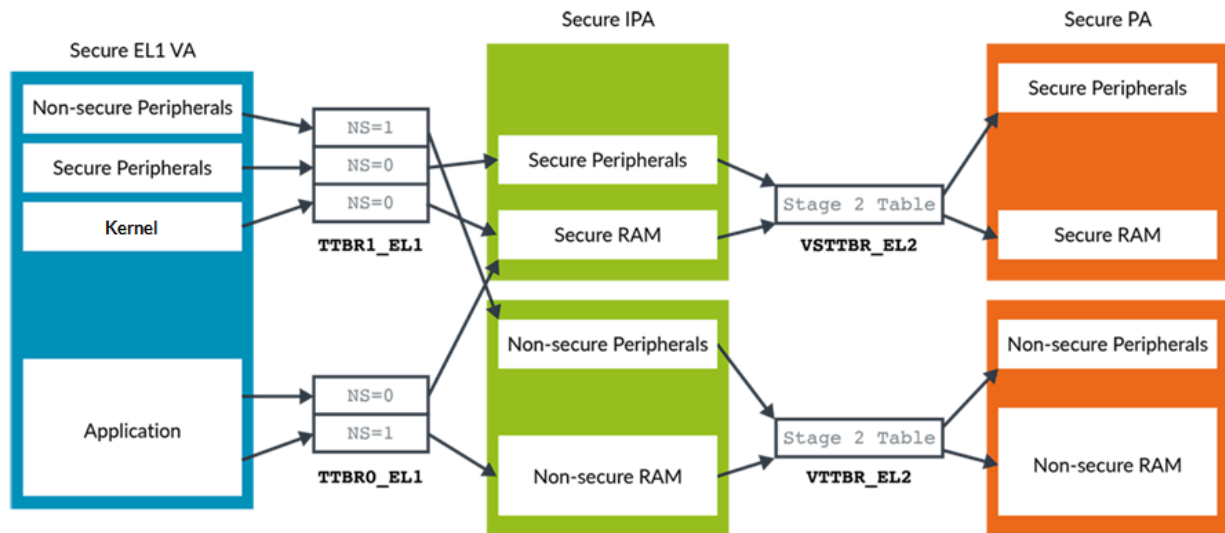 Secure EL1 VA
Non-secure Peripherals
Secure Peripherals
Kernel
Application
NS=1
NS=0
NS=0
TTBR1_EL1
NS=0
NS=1
TTBR0_EL1
Secure IPA
Secure Peripherals
Secure RAM
Non-secure Peripherals
Non-secure RAM
Stage 2 Table
VSTTBR_EL2
Stage 2 Table
VTTBR_EL2
Secure PA
Secure Peripherals
Secure RAM
Non-secure Peripherals
Non-secure RAM